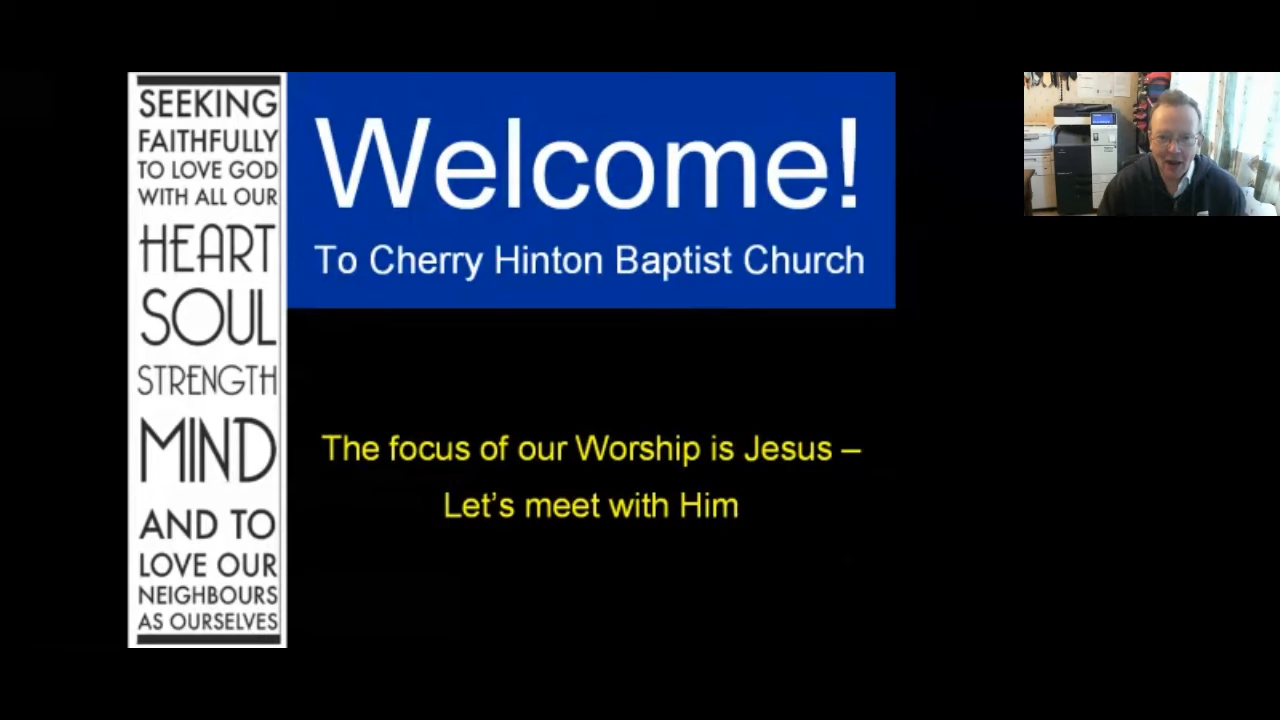 SEEKING
FAITHFULLY
TO LOVE GOD
WITH ALL OUR
HEART
SOUL
STRENGTH
MIND
AND TO
LOVE OUR
NEIGHBOURS
AS OURSELVES
Welcome!
To Cherry Hinton Baptist Church
The focus of our Worship is Jesus –
Let's meet with Him